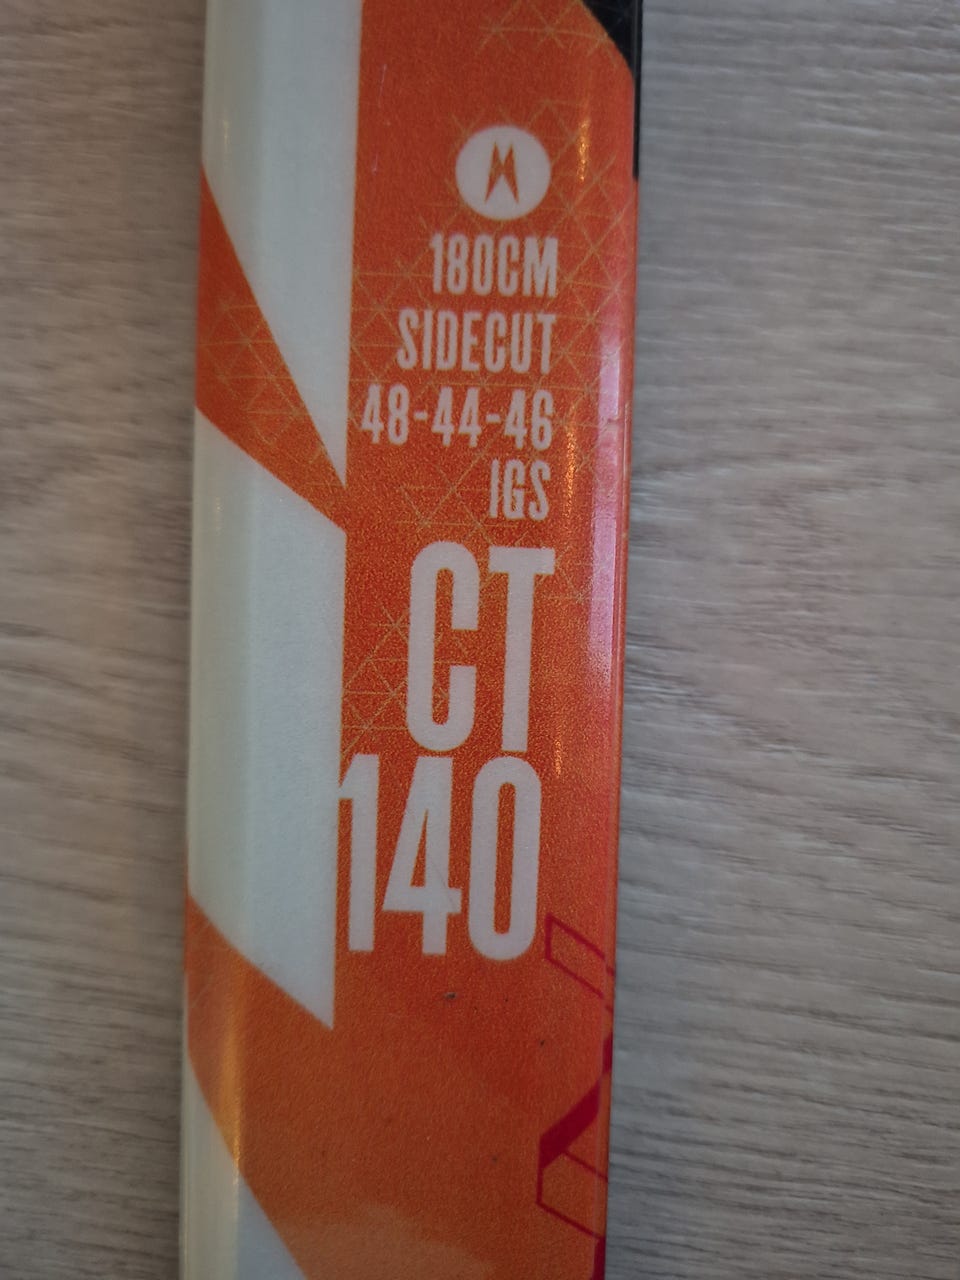 180CM
SIDECUT
48-44-46
IGS
CT
140